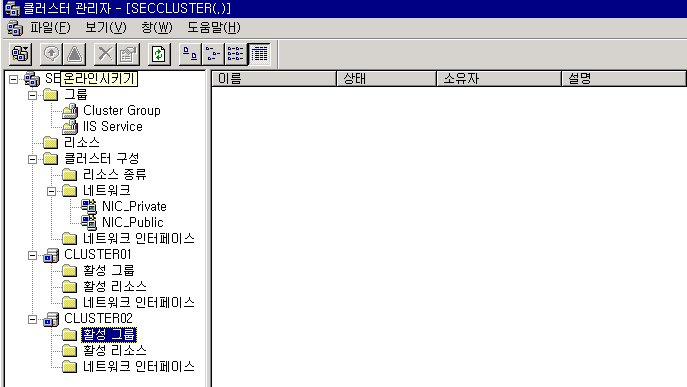 클러스터 관리자 - [SECCLUSTER(.)]
파일(F) 보기(V) 창(W) 도움말(H)
온라인시키기
이름 상태 소유자 설명
SE
그룹
Cluster Group
IIS Service
리소스
클러스터 구성
리소스 종류
네트워크
NIC_Private
NIC_Public
네트워크 인터페이스
CLUSTER01
활성 그룹
활성 리소스
네트워크 인터페이스
CLUSTER02
활성 그룹
활성 리소스
네트워크 인터페이스